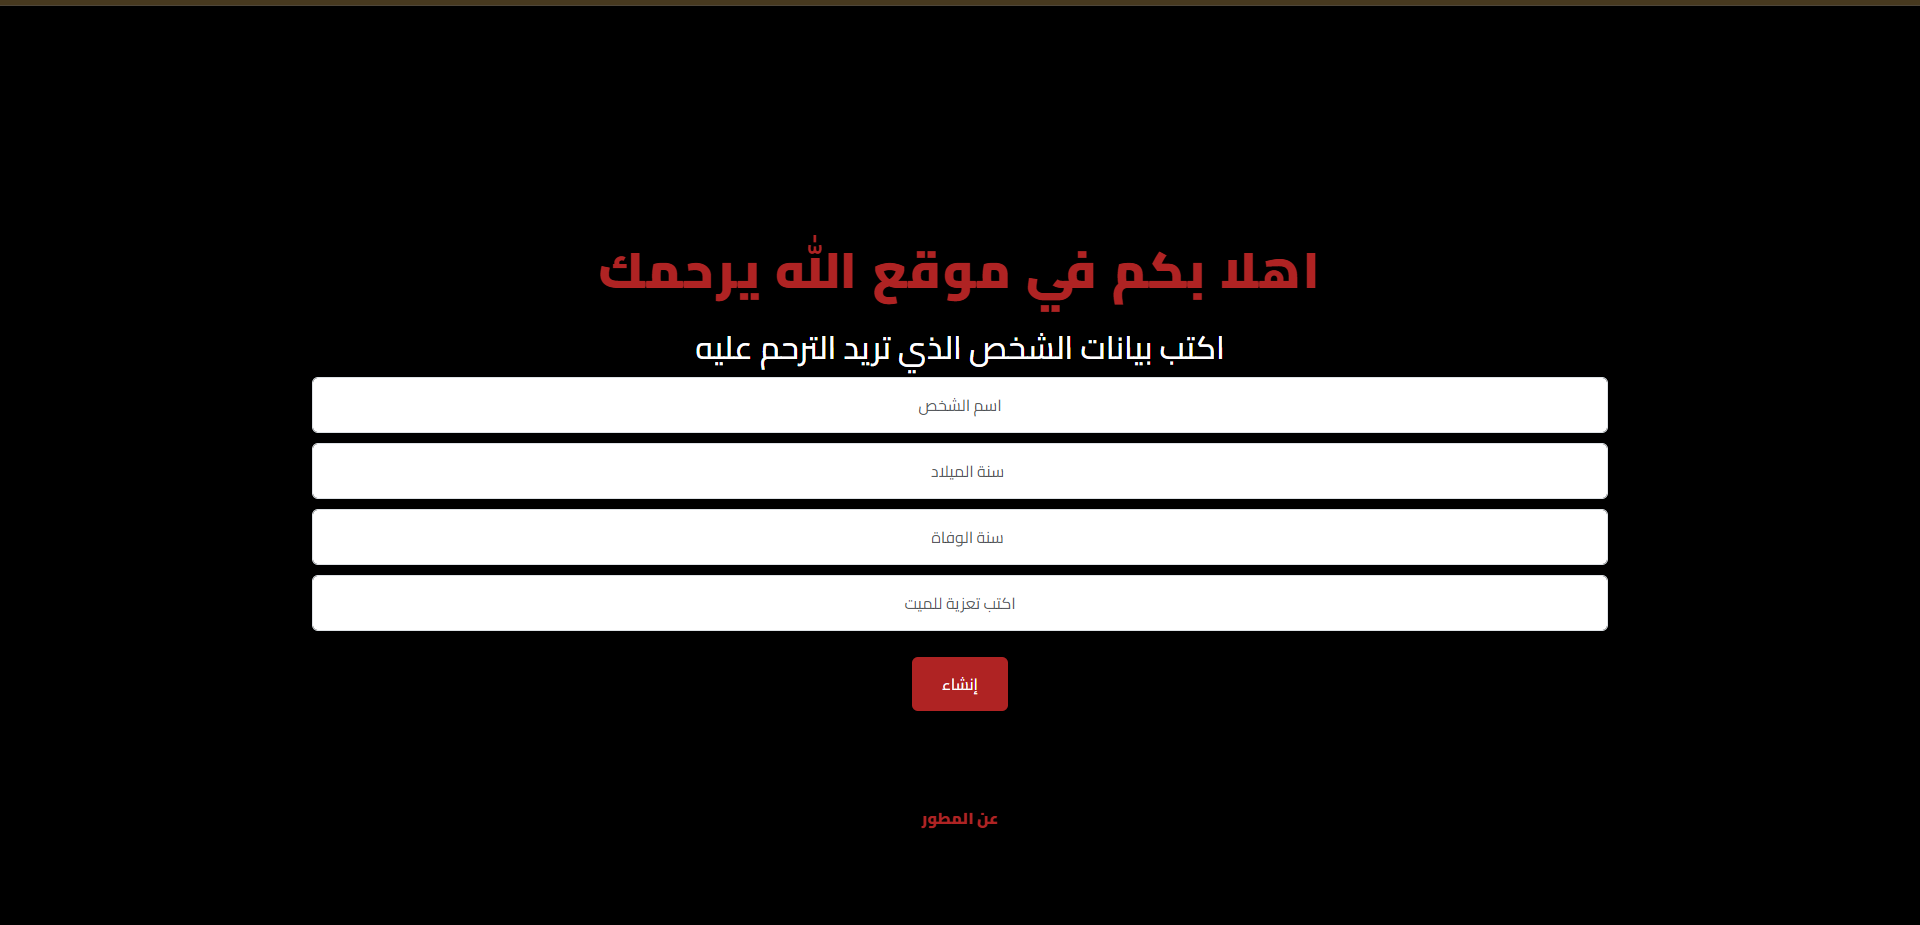 اهلا بكم في موقع الله يرحمك
اكتب بيانات الشخص الذي تريد الترحم عليه
اسم الشخص
سنة الميلاد
سنة الوفاة
اكتب تعزية للميت
إنشاء
عن المطور